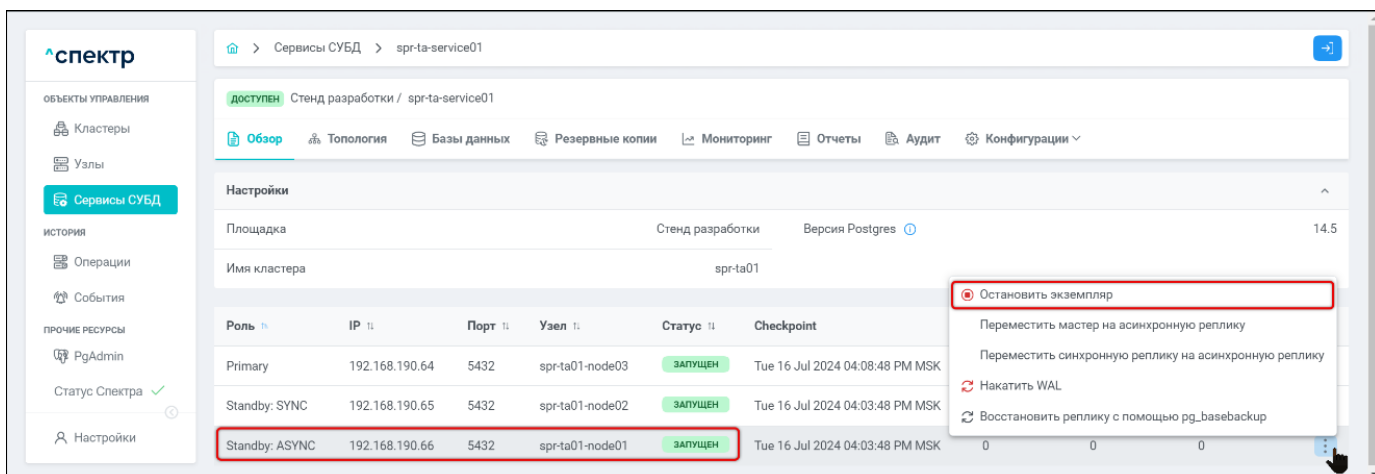 ^спектр
ОБЪЕКТЫ УПРАВЛЕНИЯ
Кластеры
Узлы
Сервисы СУБД
ИСТОРИЯ
Операции
События
ПРОЧИЕ РЕСУРСЫ
PgAdmin
Статус Спектра
Настройки
> Сервисы СУБД > spr-ta-service01
ДОСТУПЕН Стенд разработки / spr-ta-service01
Обзор Топология Базы данных Резервные копии Мониторинг Отчеты Аудит Конфигурации
Настройки
Площадка Стенд разработки Версия Postgres 14.5
Имя кластера spr-ta01
Роль IP Порт Узел Статус Checkpoint
Primary 192.168.190.64 5432 spr-ta01-node03 ЗАПУЩЕН Tue 16 Jul 2024 04:08:48 PM MSK
Standby: SYNC 192.168.190.65 5432 spr-ta01-node02 ЗАПУЩЕН Tue 16 Jul 2024 04:03:48 PM MSK
Standby: ASYNC 192.168.190.66 5432 spr-ta01-node01 ЗАПУЩЕН Tue 16 Jul 2024 04:03:48 PM MSK 0 0 0
Остановить экземпляр
Переместить мастер на асинхронную реплику
Переместить синхронную реплику на асинхронную реплику
Накатить WAL
Восстановить реплику с помощью pg_basebackup